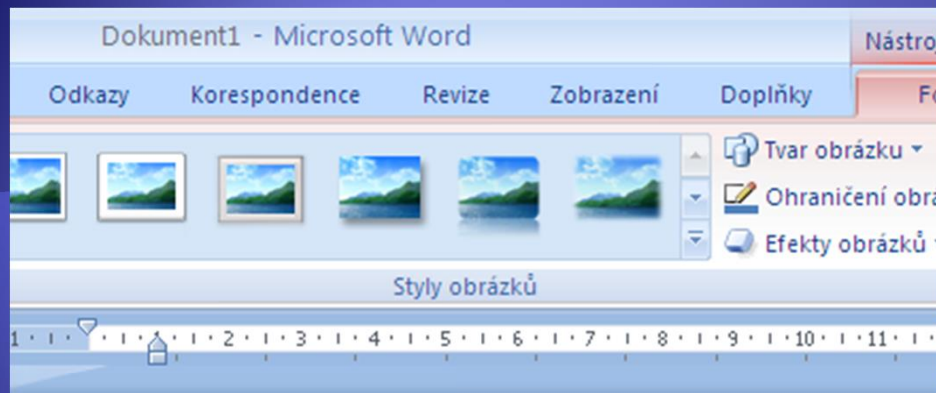 Dokument1 - Microsoft Word
Nástroj
Odkazy Korespondence Revize Zobrazení Doplňky
Tvar obrázku
Ohraničení
Efekty obrázků
Styly obrázků
1 1 2 3 4 5 6 7 8 9 10 11